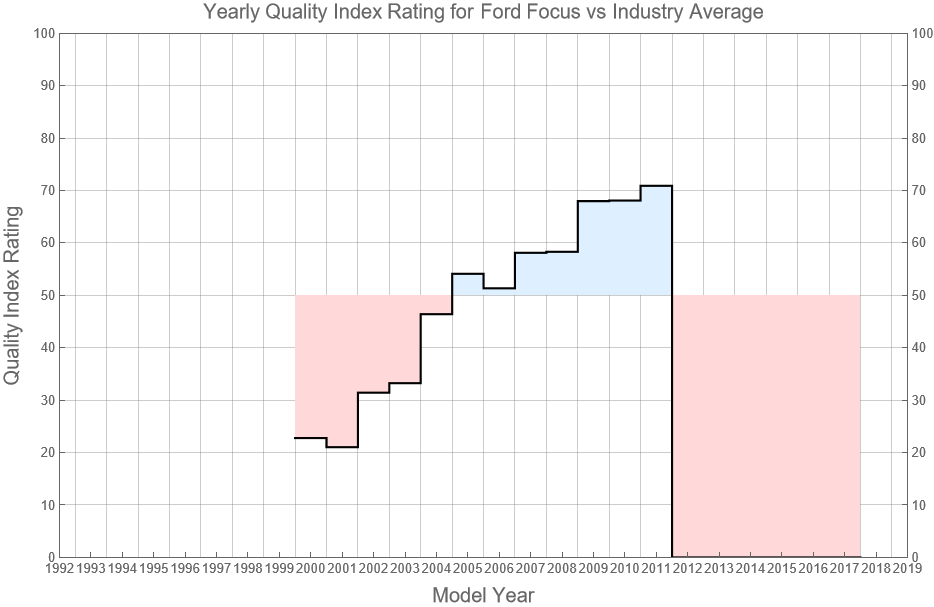 Yearly Quality Index Rating for Ford Focus vs Industry Average
100 100
90 90
80 80
70 70
60 60
50 50
40 40
30 30
20 20
10 10
0 0
Quality Index Rating
1992 1993 1994 1995 1996 1997 1998 1999 2000 2001 2002 2003 2004 2005 2006 2007 2008 2009 2010 2011 2012 2013 2014 2015 2016 2017 2018 2019
Model Year